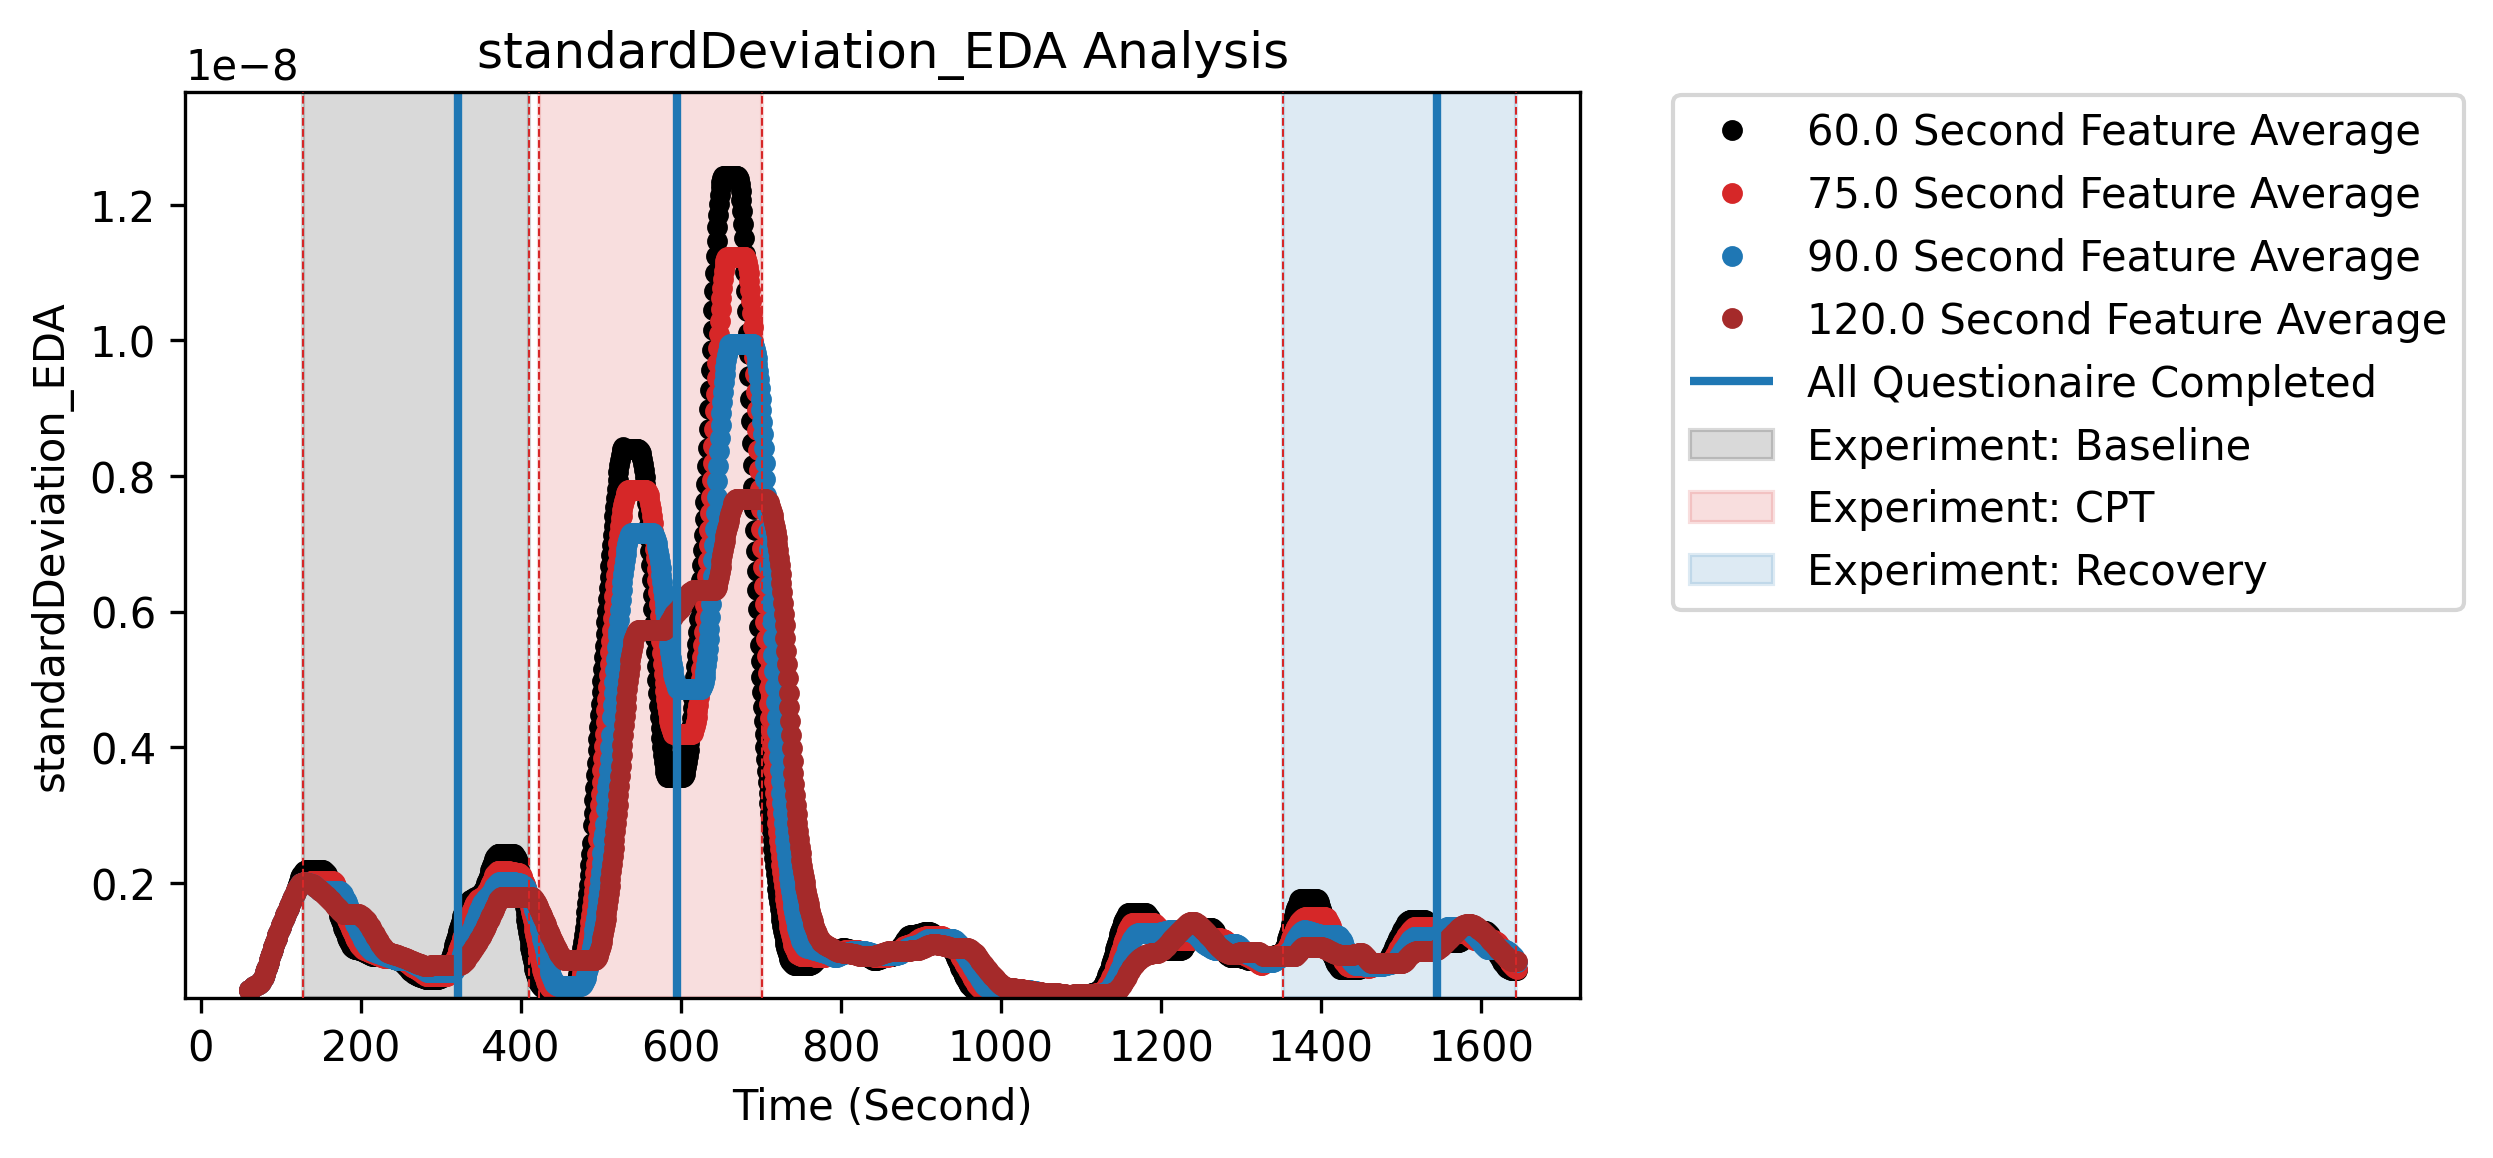 standardDeviation_EDA Analysis
1e−8
1.2
1.0
0.8
0.6
0.4
0.2
standardDeviation_EDA
0 200 400 600 800 1000 1200 1400 1600
Time (Second)
60.0 Second Feature Average
75.0 Second Feature Average
90.0 Second Feature Average
120.0 Second Feature Average
All Questionaire Completed
Experiment: Baseline
Experiment: CPT
Experiment: Recovery